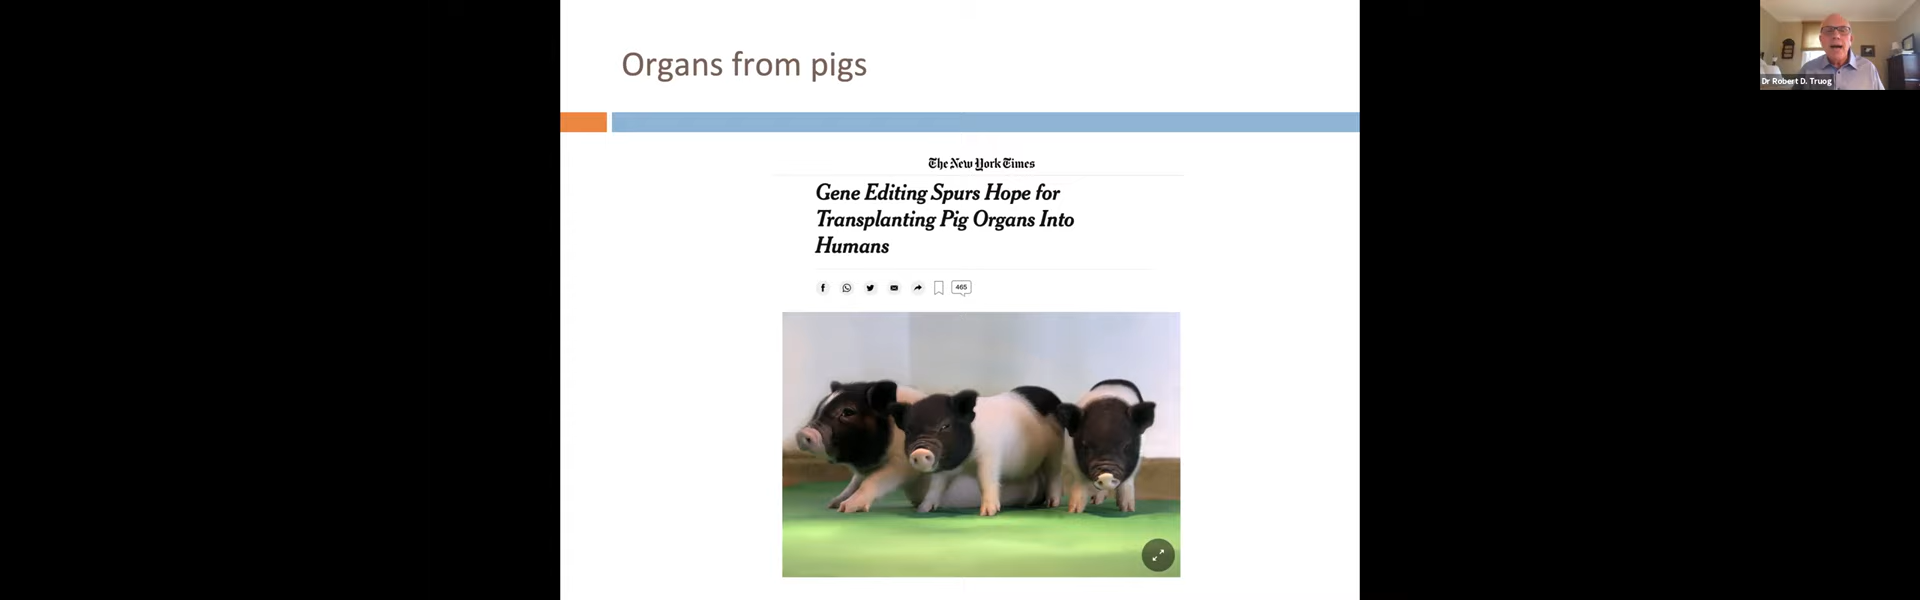 Organs from pigs
Dr Robert D. Truog
The New York Times
Gene Editing Spurs Hope for
Transplanting Pig Organs Into
Humans
465